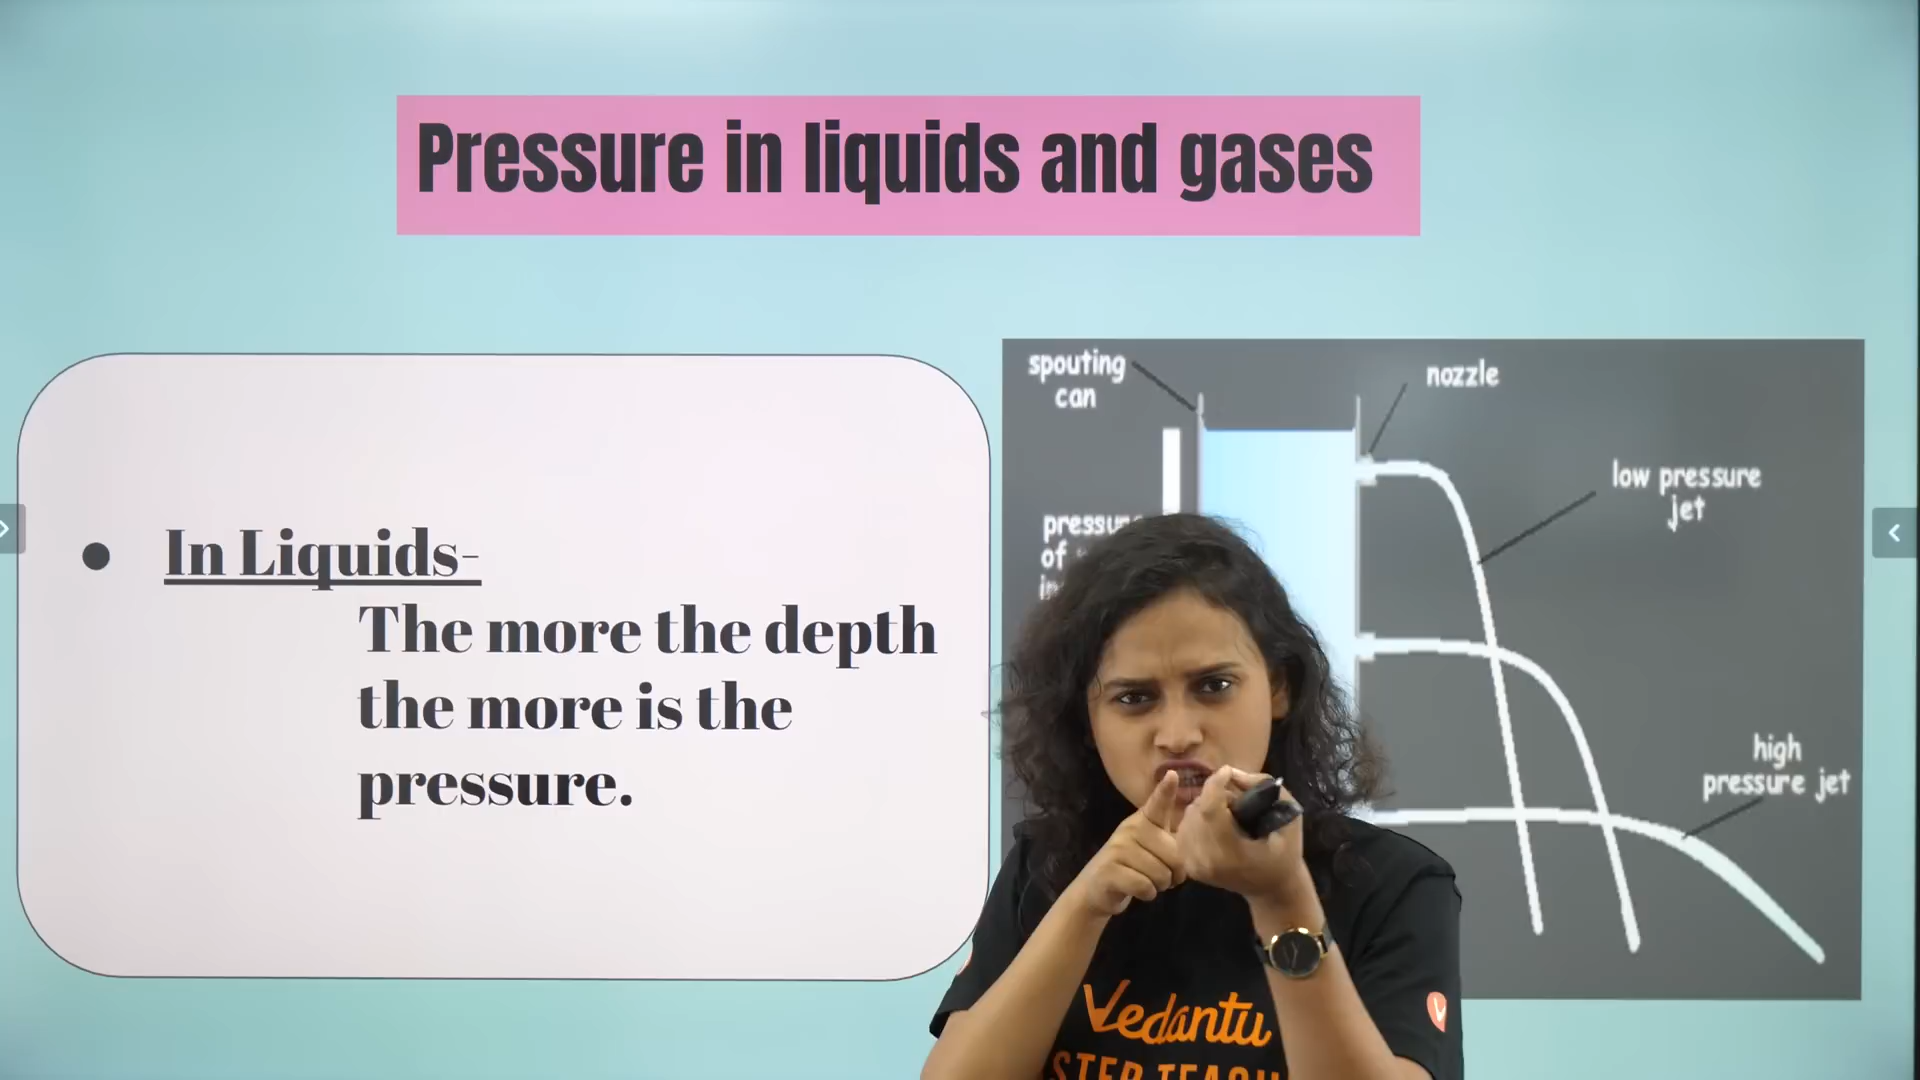 Pressure in liquids and gases
spouting
can
nozzle
low pressure
jet
of
● In Liquids-
The more the depth
the more is the
pressure.
high
pressure jet
Vedantu